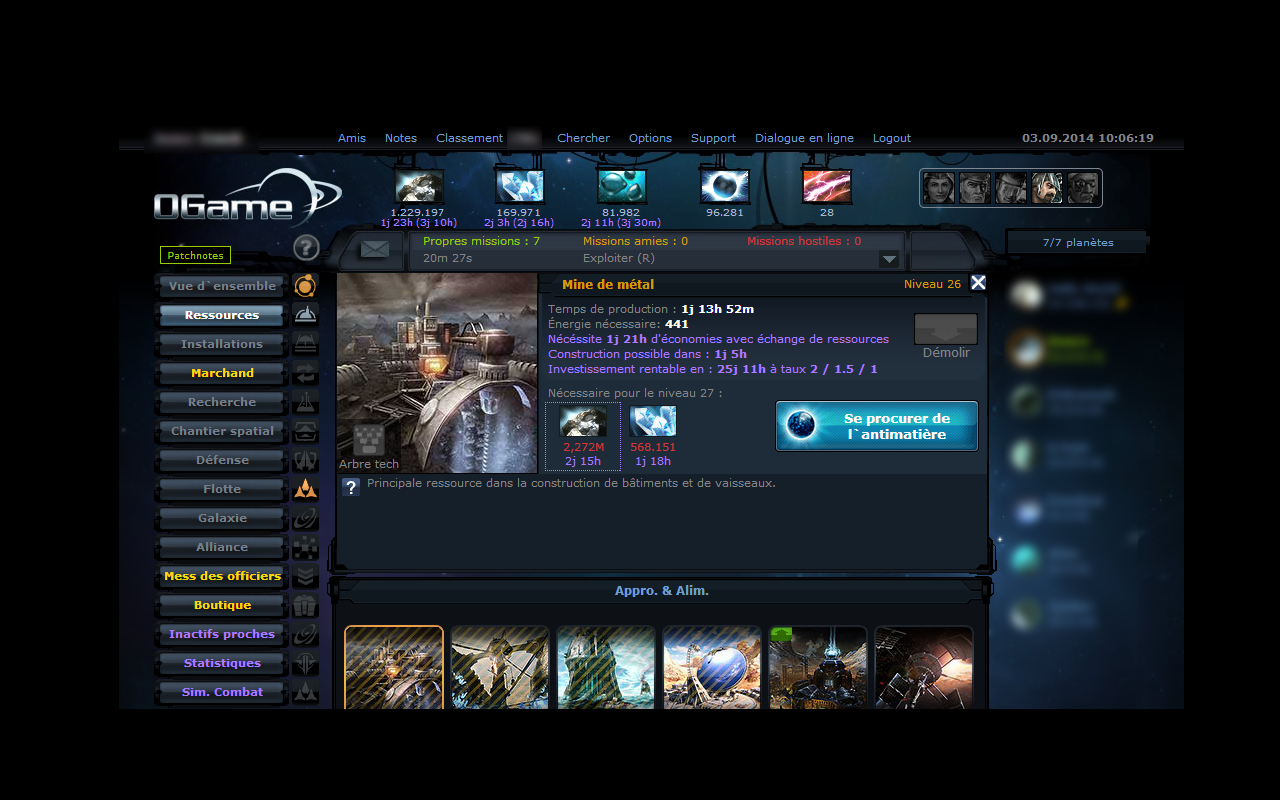 Amis Notes Classement Chercher Options Support Dialogue en ligne Logout 03.09.2014 10:06:19
OGame
1.229.197 169.971 81.982 96.281 28
1j 23h (3j 10h) 2j 3h (2j 16h) 2j 11h (3j 30m)
Propres missions : 7 Missions amies : 0 Missions hostiles : 0
20m 27s Exploiter (R)
7/7 planètes
Patchnotes
?
Vue d`ensemble
Ressources
Installations
Marchand
Recherche
Chantier spatial
Défense
Flotte
Galaxie
Alliance
Mess des officiers
Boutique
Inactifs proches
Statistiques
Sim. Combat
Mine de métal Niveau 26
Temps de production : 1j 13h 52m
Énergie nécessaire: 441
Nécéssite 1j 21h d'économies avec échange de ressources
Construction possible dans : 1j 5h
Investissement rentable en : 25j 11h à taux 2 / 1.5 / 1
Démolir
Nécessaire pour le niveau 27 :
2,272M 568.151
2j 15h 1j 18h
Se procurer de
l`antimatière
Arbre tech
? Principale ressource dans la construction de bâtiments et de vaisseaux.
Appro. & Alim.